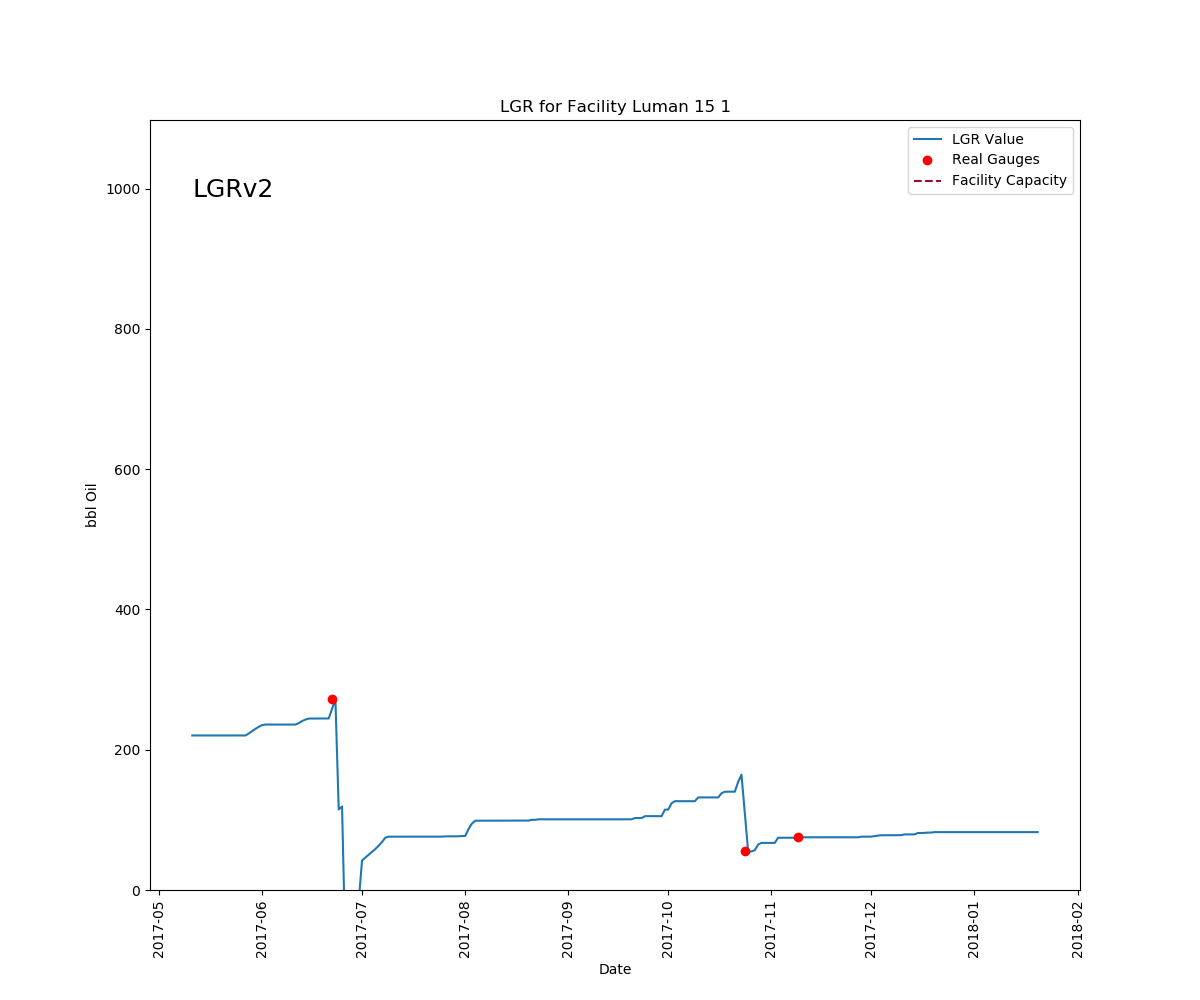 LGR for Facility Luman 15 1
LGRv2
LGR Value
Real Gauges
Facility Capacity
1000
800
600
400
200
0
bbl Oil
2017-05
2017-06
2017-07
2017-08
2017-09
2017-10
2017-11
2017-12
2018-01
2018-02
Date